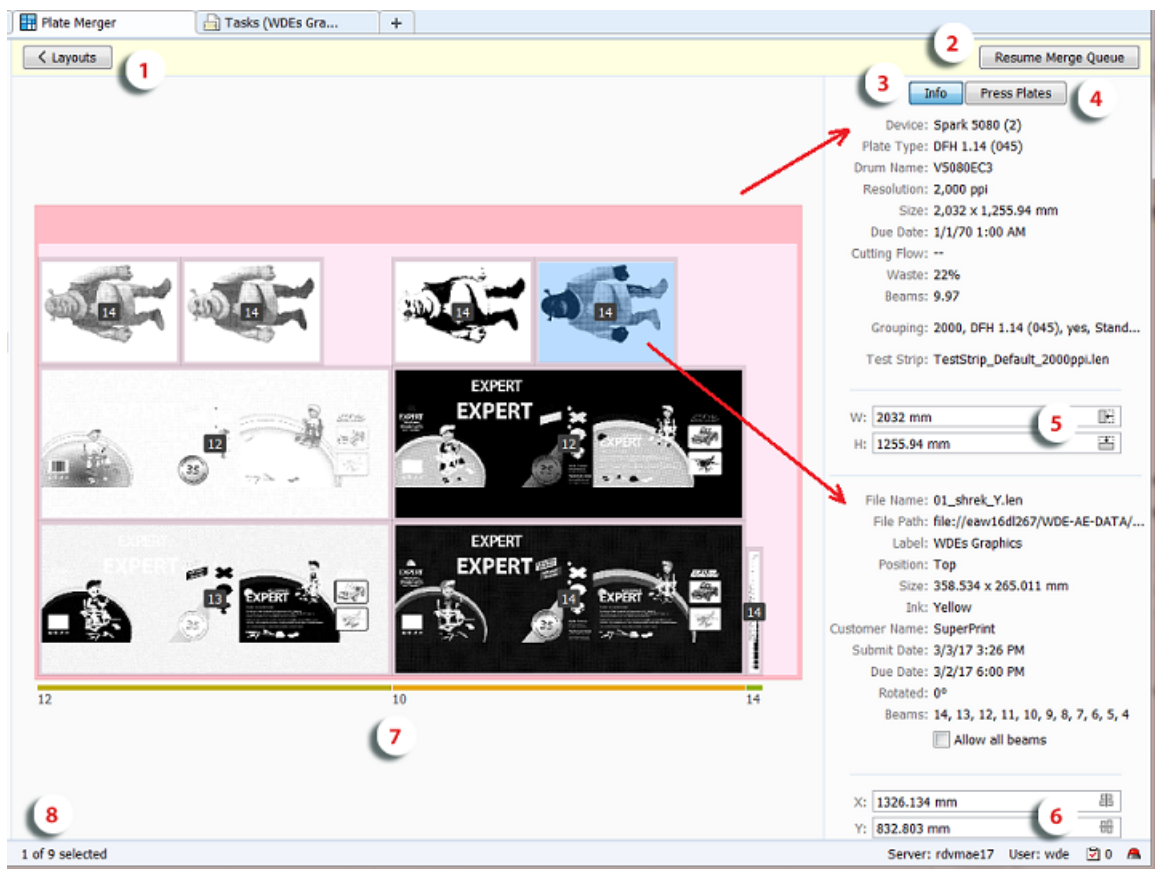 Plate Merger
Tasks (WDEs Gra...
+
< Layouts
1
2
Resume Merge Queue
3
Info
Press Plates
4
Device: Spark 5080 (2)
Plate Type: DFH 1.14 (045)
Drum Name: V5080EC3
Resolution: 2,000 ppi
Size: 2,032 x 1,255.94 mm
Due Date: 1/1/70 1:00 AM
Cutting Flow: --
Waste: 22%
Beams: 9.97
Grouping: 2000, DFH 1.14 (045), yes, Stand...
Test Strip: TestStrip_Default_2000ppi.len
W: 2032 mm
5
H: 1255.94 mm
File Name: 01_shrek_Y.len
File Path: file://eaw16dl267/WDE-AE-DATA/...
Label: WDEs Graphics
Position: Top
Size: 358.534 x 265.011 mm
Ink: Yellow
Customer Name: SuperPrint
Submit Date: 3/3/17 3:26 PM
Due Date: 3/2/17 6:00 PM
Rotated: 0°
Beams: 14, 13, 12, 11, 10, 9, 8, 7, 6, 5, 4
Allow all beams
X: 1326.134 mm
6
Y: 832.803 mm
14
14
14
14
12
35
EXPERT
EXPERT
12
EXPERT
EXPERT
EXPERT
13
EXPERT
35
EXPERT
EXPERT
14
EXPERT
35
14
12
10
14
7
8
1 of 9 selected
Server: rdvmae17 User: wde 0